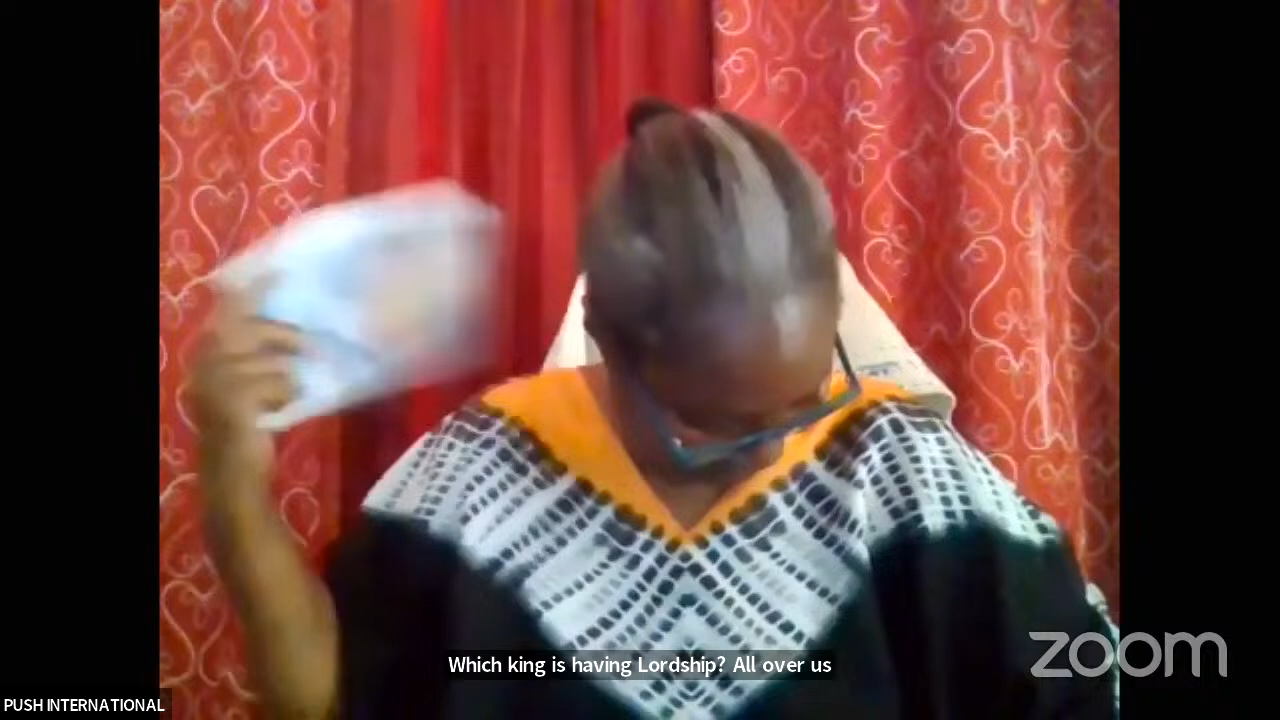 Which king is having Lordship? All over us
zoom
PUSH INTERNATIONAL